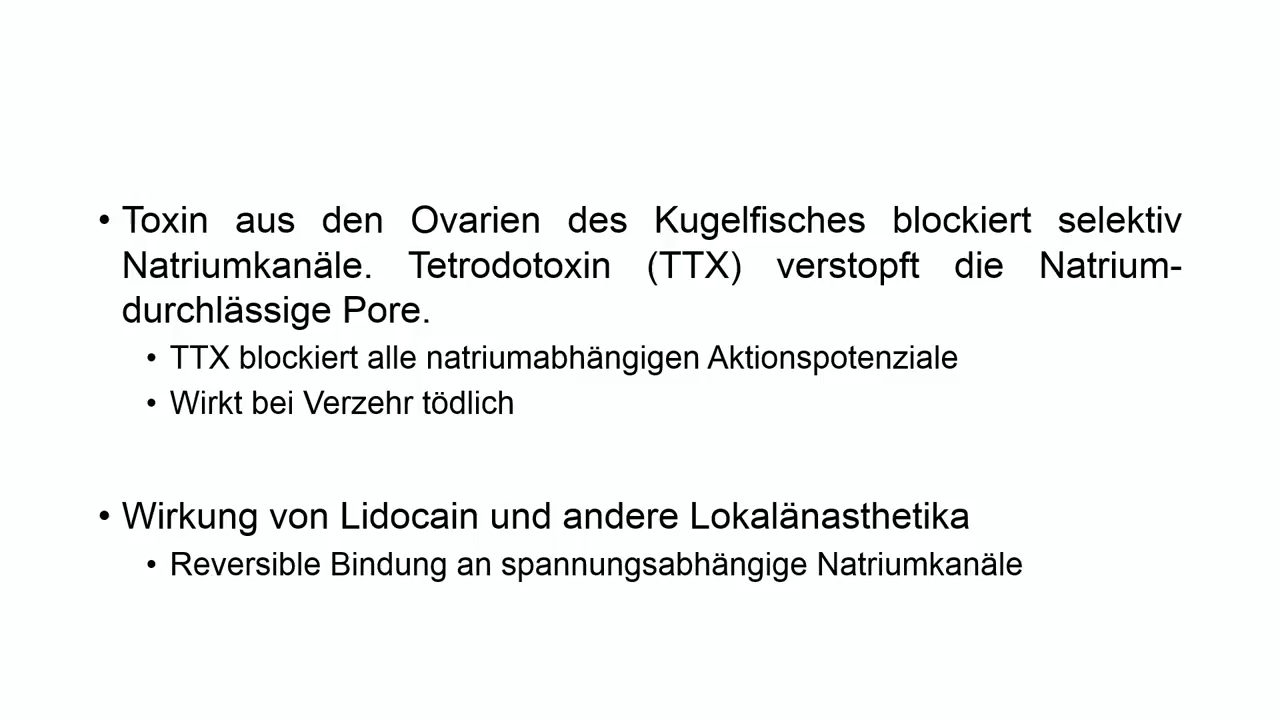 • Toxin aus den Ovarien des Kugelfisches blockiert selektiv
Natriumkanäle. Tetrodotoxin (TTX) verstopft die Natrium-
durchlässige Pore.
• TTX blockiert alle natriumabhängigen Aktionspotenziale
• Wirkt bei Verzehr tödlich
• Wirkung von Lidocain und andere Lokalänasthetika
• Reversible Bindung an spannungsabhängige Natriumkanäle